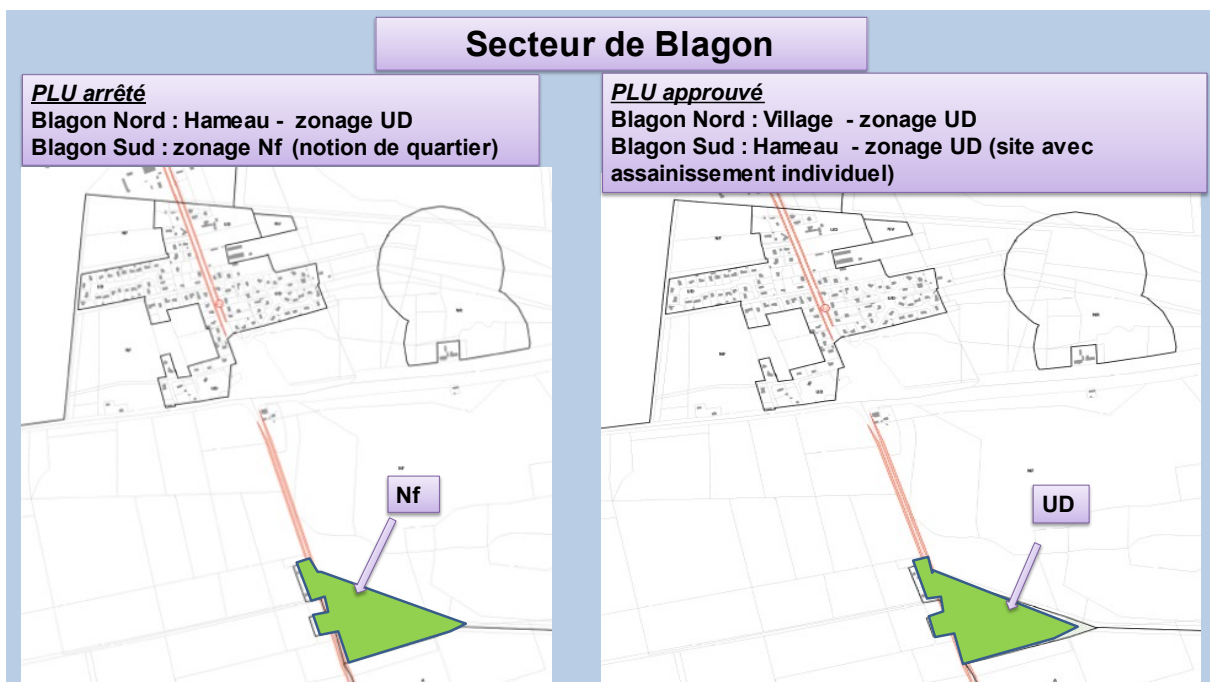 Secteur de Blagon
PLU arrêté
Blagon Nord : Hameau - zonage UD
Blagon Sud : zonage Nf (notion de quartier)
PLU approuvé
Blagon Nord : Village - zonage UD
Blagon Sud : Hameau - zonage UD (site avec
assainissement individuel)
Nf
UD